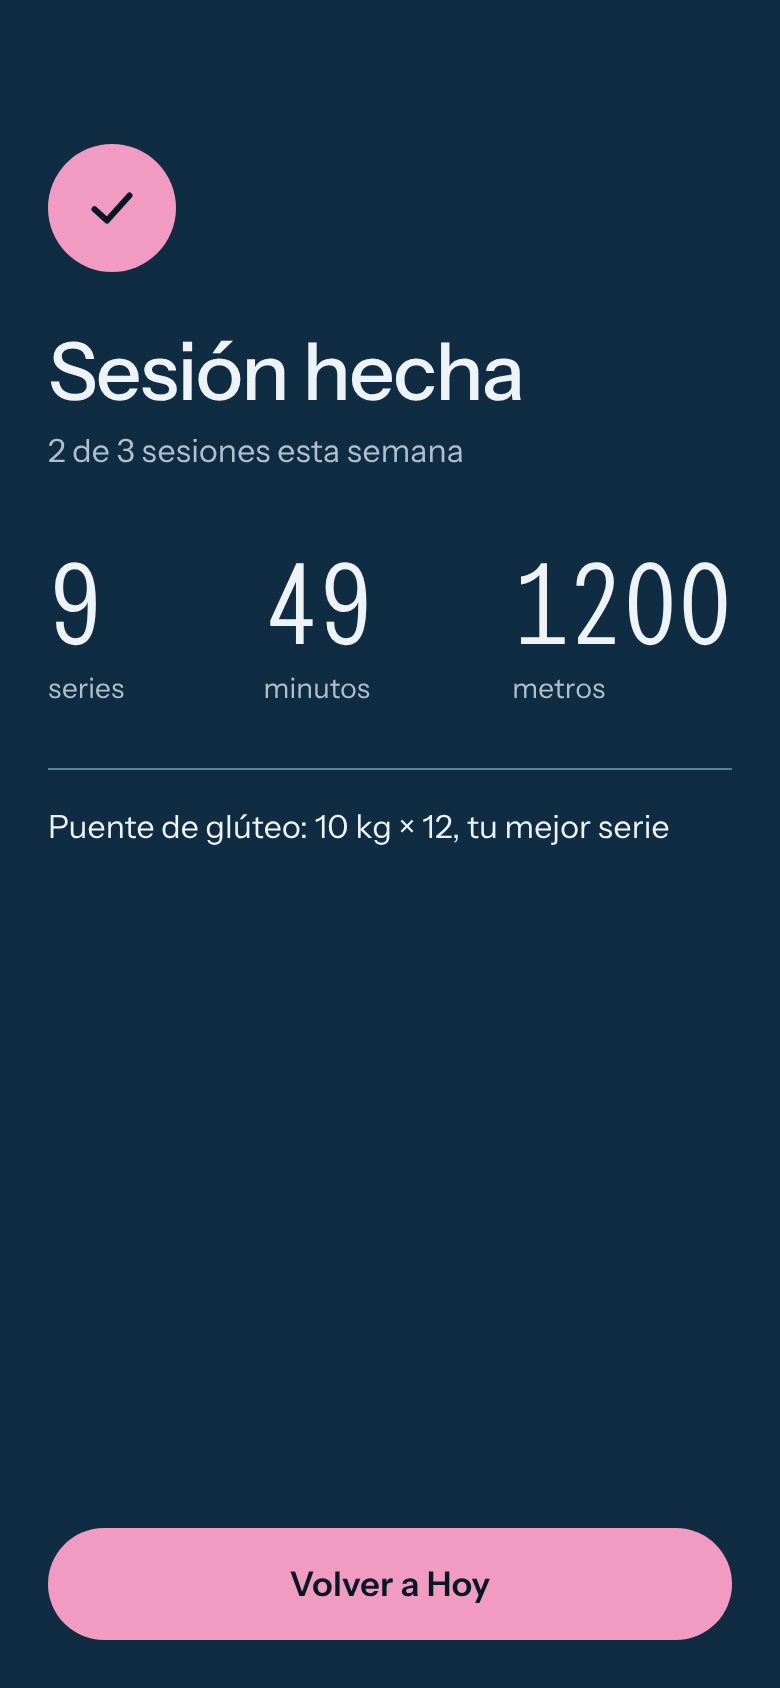 Sesión hecha
2 de 3 sesiones esta semana
9 49 1200
series minutos metros
Puente de glúteo: 10 kg × 12, tu mejor serie
Volver a Hoy